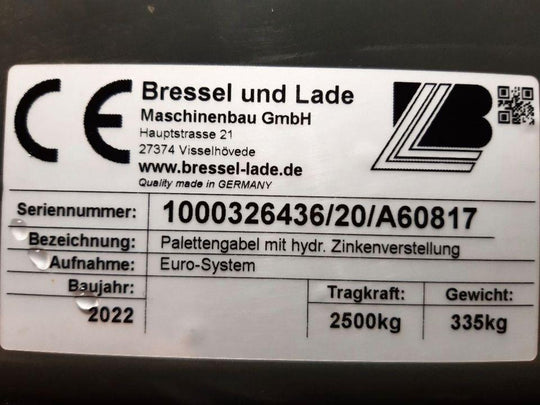 CE
Bressel und Lade
Maschinenbau GmbH
Hauptstrasse 21
27374 Visselhövede
www.bressel-lade.de
Quality made in GERMANY
BL
Seriennummer: 1000326436/20/A60817
Bezeichnung: Palettengabel mit hydr. Zinkenverstellung
Aufnahme: Euro-System
Baujahr: Tragkraft: Gewicht:
2022 2500kg 335kg